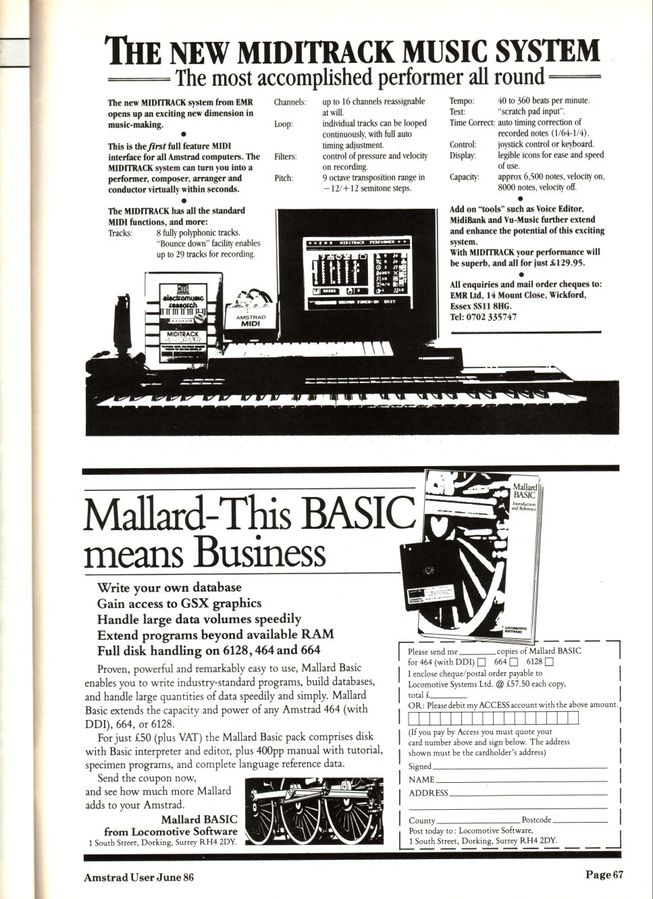 THE NEW MIDITRACK MUSIC SYSTEM
The most accomplished performer all round
The new MIDITRACK system from EMR
opens up an exciting new dimension in
music-making.
•
This is the first full feature MIDI
interface for all Amstrad computers. The
MIDITRACK system can turn you into a
performer, composer, arranger and
conductor virtually within seconds.
•
The MIDITRACK has all the standard
MIDI functions, and more:
Tracks: 8 fully polyphonic tracks.
"Bounce down" facility enables
up to 29 tracks for recording.
Channels: up to 16 channels reassignable
at will.
Loop: individual tracks can be looped
continuously, with full auto
timing adjustment.
Filters: control of pressure and velocity
on recording.
Pitch: 9 octave transposition range in
−12/+12 semitone steps.
Tempo: 40 to 360 beats per minute.
Text: "scratch pad input".
Time Correct: auto timing correction of
recorded notes (1/64-1/4).
Control: joystick control or keyboard.
Display: legible icons for ease and speed
of use.
Capacity: approx 6,500 notes, velocity on,
8000 notes, velocity off.
•
Add on "tools" such as Voice Editor,
MidiBank and Vu-Music further extend
and enhance the potential of this exciting
system.
With MIDITRACK your performance will
be superb, and all for just £129.95.
•
All enquiries and mail order cheques to:
EMR Ltd, 14 Mount Close, Wickford,
Essex SS11 8HG.
Tel: 0702 335747
EMR MIDITRACK PERFORMER
electromusic
research
MIDITRACK
AMSTRAD
MIDI
Mallard-This BASIC
means Business
Mallard
BASIC
Introduction
and Reference
LOCOMOTIVE
SOFTWARE
Write your own database
Gain access to GSX graphics
Handle large data volumes speedily
Extend programs beyond available RAM
Full disk handling on 6128, 464 and 664
Proven, powerful and remarkably easy to use, Mallard Basic
enables you to write industry-standard programs, build databases,
and handle large quantities of data speedily and simply. Mallard
Basic extends the capacity and power of any Amstrad 464 (with
DDI), 664, or 6128.
For just £50 (plus VAT) the Mallard Basic pack comprises disk
with Basic interpreter and editor, plus 400pp manual with tutorial,
specimen programs, and complete language reference data.
Send the coupon now,
and see how much more Mallard
adds to your Amstrad.
Mallard BASIC
from Locomotive Software
1 South Street, Dorking, Surrey RH4 2DY.
Please send me ________ copies of Mallard BASIC
for 464 (with DDI) 664 6128
I enclose cheque/postal order payable to
Locomotive Systems Ltd. @ £57.50 each copy,
total £________
OR: Please debit my ACCESS account with the above amount.
(If you pay by Access you must quote your
card number above and sign below. The address
shown must be the cardholder's address)
Signed
NAME
ADDRESS
County ________ Postcode ________
Post today to: Locomotive Software,
1 South Street, Dorking, Surrey RH4 2DY.
Amstrad User June 86
Page 67